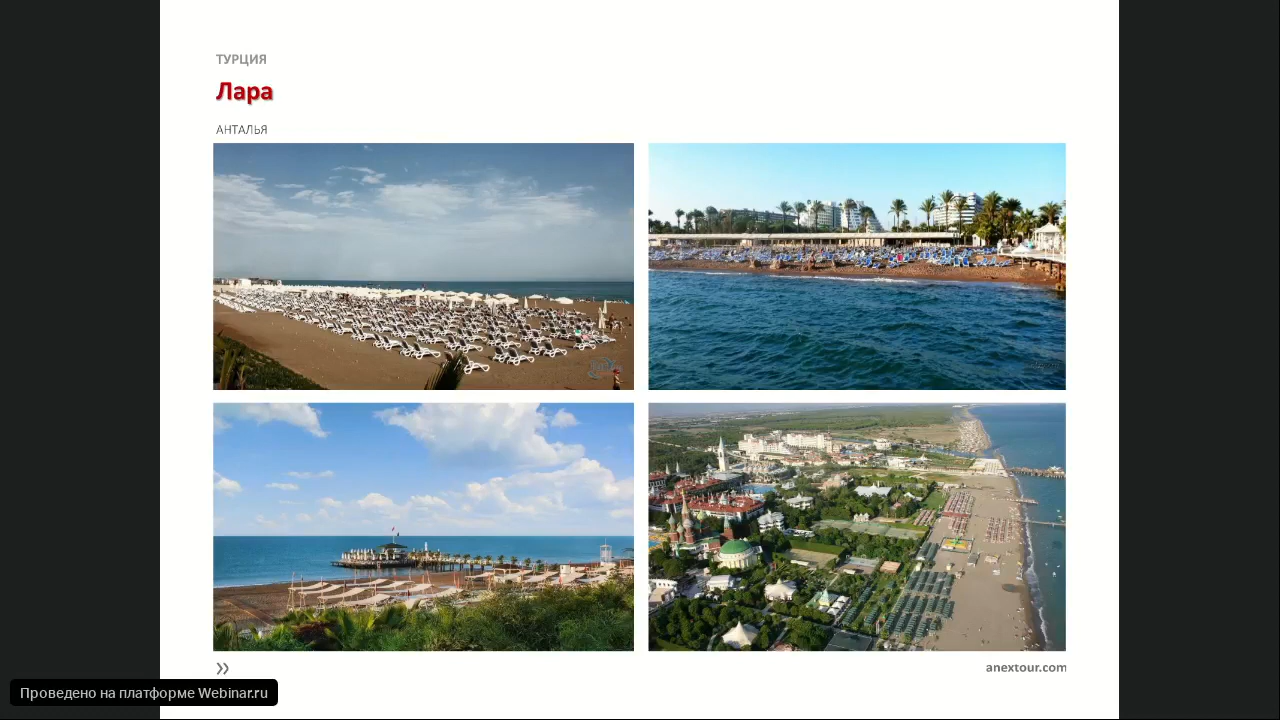 ТУРЦИЯ
Лара
АНТАЛЬЯ
anextour.com
Проведено на платформе Webinar.ru